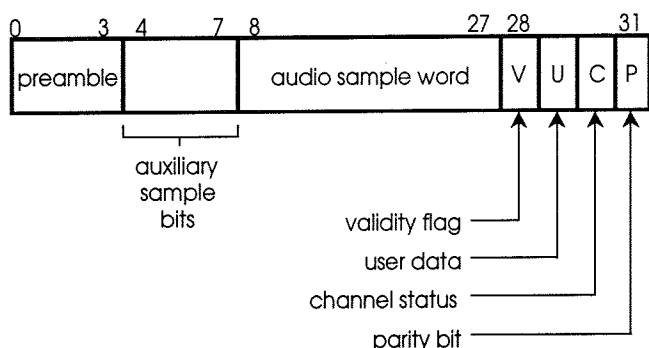 0 3 4 7 8 27 28 31
preamble audio sample word V U C P
auxiliary
sample
bits
validity flag
user data
channel status
parity bit